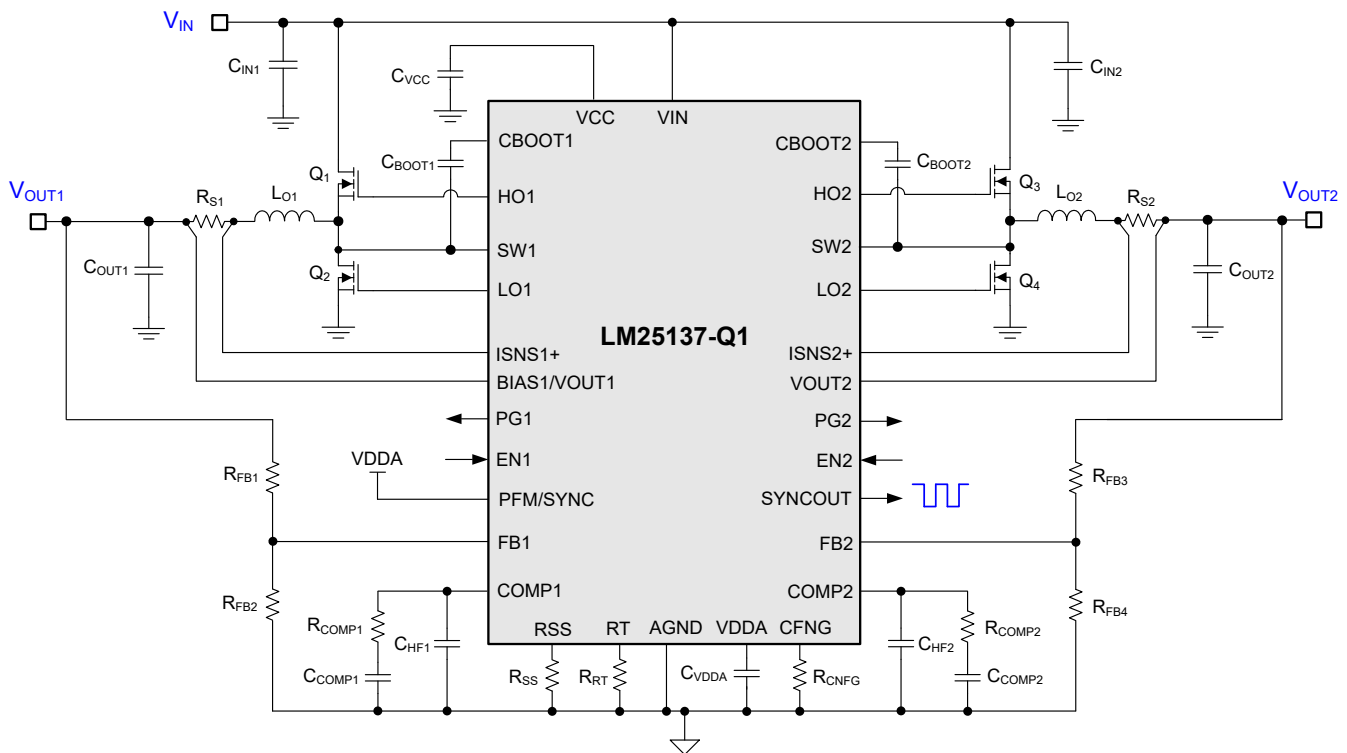 VIN
CIN1
CVCC
CIN2
VCC
VIN
CBOOT1
CBOOT2
CBOOT1
CBOOT2
Q1
HO1
HO2
Q3
VOUT1
RS1
LO1
LO2
RS2
VOUT2
SW1
SW2
COUT1
Q2
LO1
LO2
Q4
COUT2
LM25137-Q1
ISNS1+
ISNS2+
BIAS1/VOUT1
VOUT2
PG1
PG2
VDDA
EN1
EN2
RFB1
PFM/SYNC
SYNCOUT
RFB3
FB1
FB2
COMP1
COMP2
RFB2
RCOMP1
CHF1
RSS
RT
AGND
VDDA
CFNG
CHF2
RCOMP2
RFB4
CCOMP1
RSS
RRT
CVDDA
RCNFG
CCOMP2